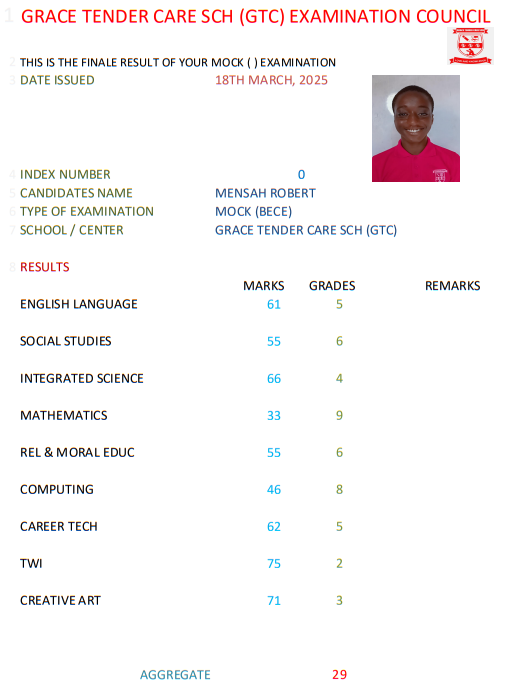 1 GRACE TENDER CARE SCH (GTC) EXAMINATION COUNCIL
2 THIS IS THE FINALE RESULT OF YOUR MOCK ( ) EXAMINATION
3 DATE ISSUED 18TH MARCH, 2025
4 INDEX NUMBER 0
5 CANDIDATES NAME MENSAH ROBERT
6 TYPE OF EXAMINATION MOCK (BECE)
7 SCHOOL / CENTER GRACE TENDER CARE SCH (GTC)
8 RESULTS
MARKS GRADES REMARKS
ENGLISH LANGUAGE 61 5
SOCIAL STUDIES 55 6
INTEGRATED SCIENCE 66 4
MATHEMATICS 33 9
REL & MORAL EDUC 55 6
COMPUTING 46 8
CAREER TECH 62 5
TWI 75 2
CREATIVE ART 71 3
AGGREGATE 29